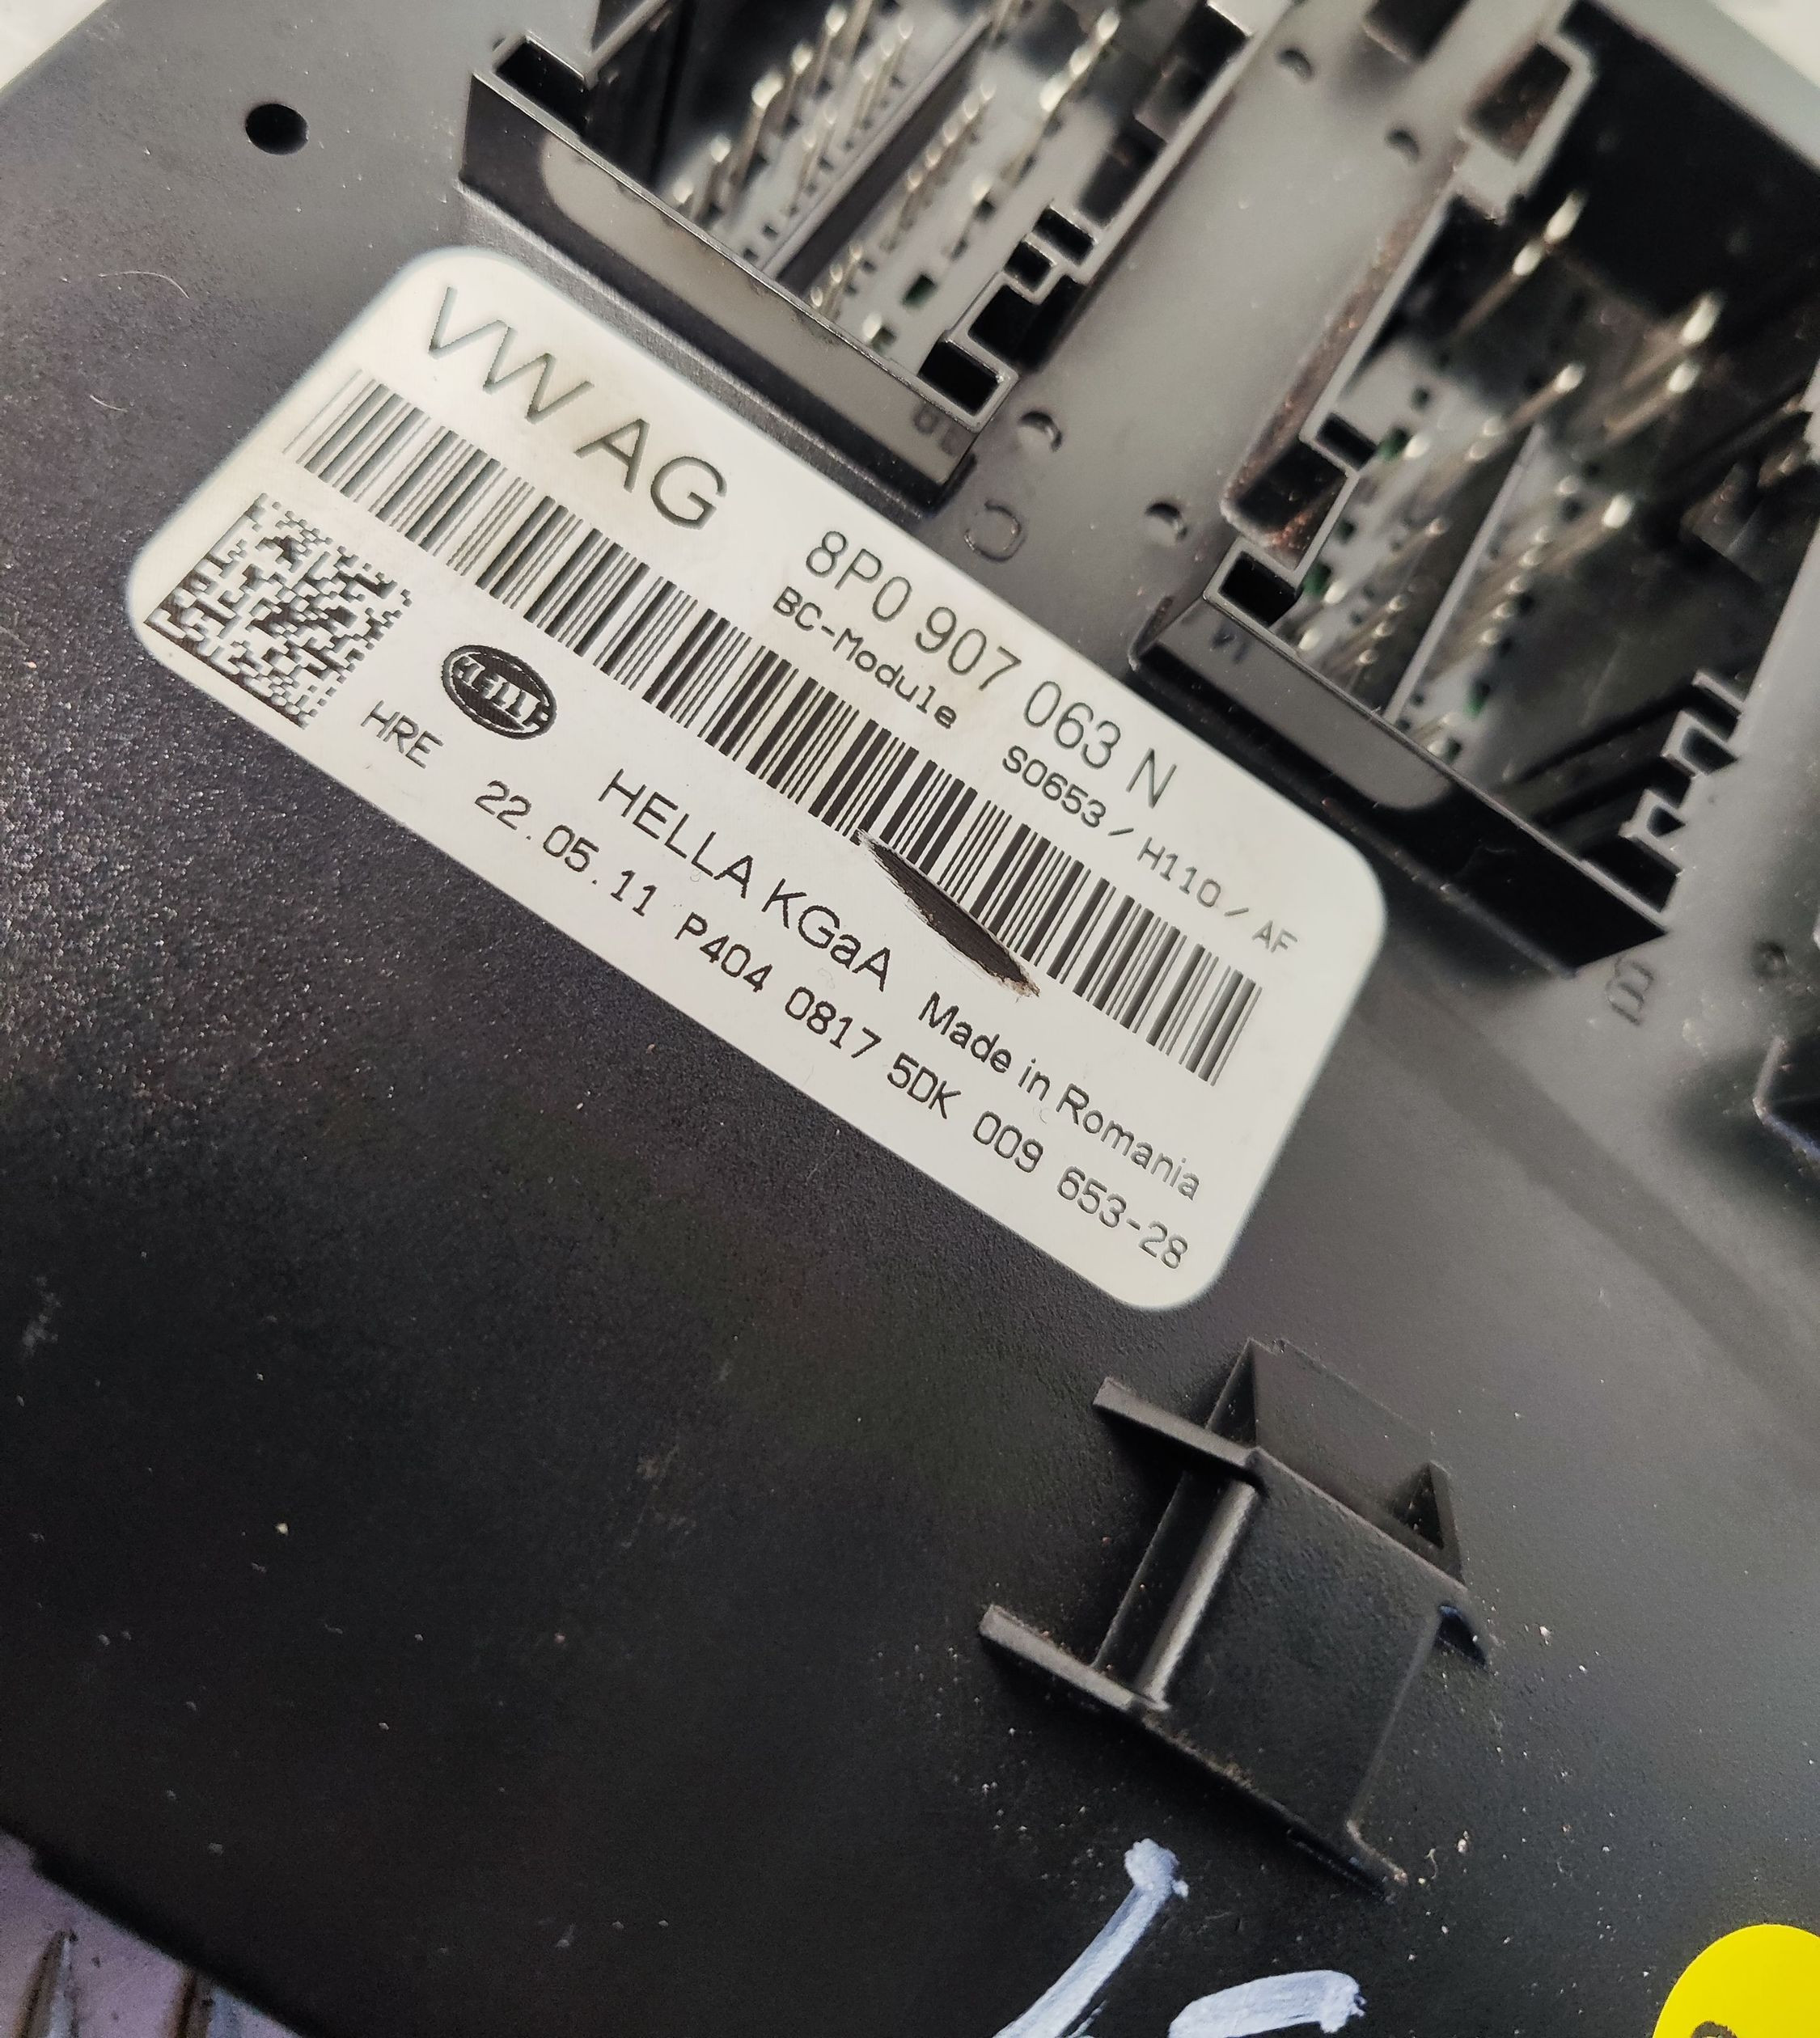 VW AG
8P0 907 063 N
BC-Module S0653/H110/AF
HELLA
HELLA KGaA Made in Romania
HRE 22.05.11 P404 0817 5DK 009 653-28
C
B